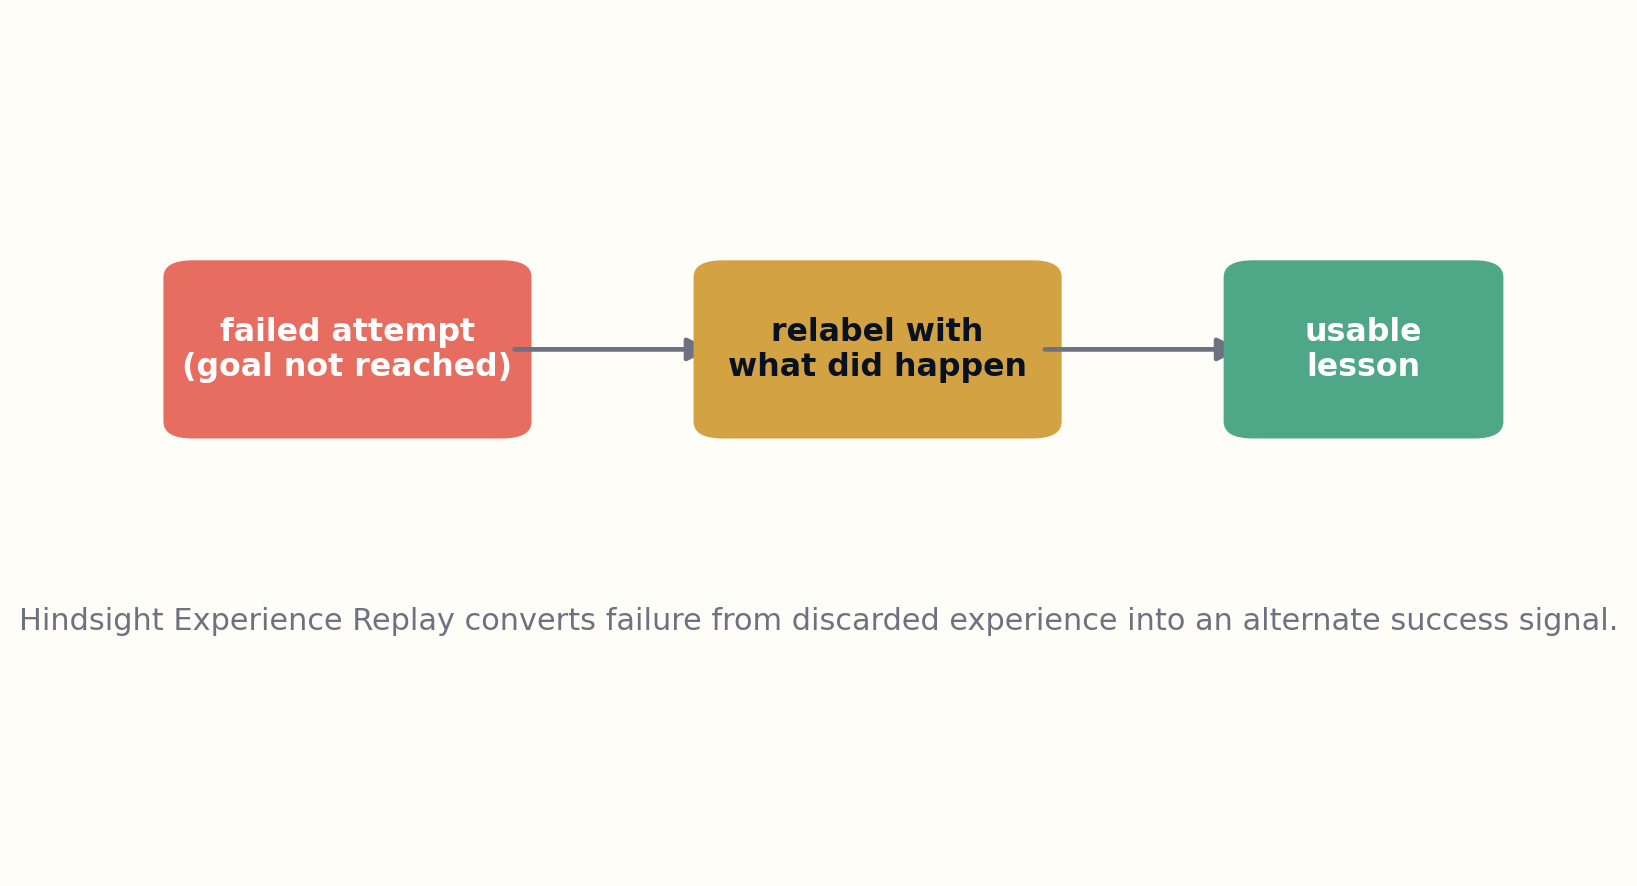 failed attempt
(goal not reached)
relabel with
what did happen
usable
lesson
Hindsight Experience Replay converts failure from discarded experience into an alternate success signal.